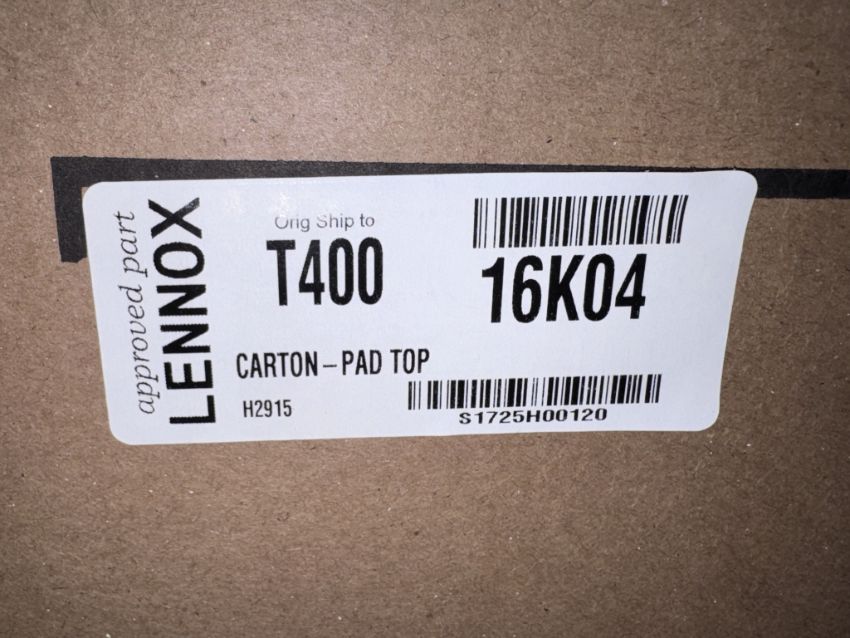 approved part
LENNOX
Orig Ship to
T400
16K04
CARTON-PAD TOP
H2915
S1725H00120